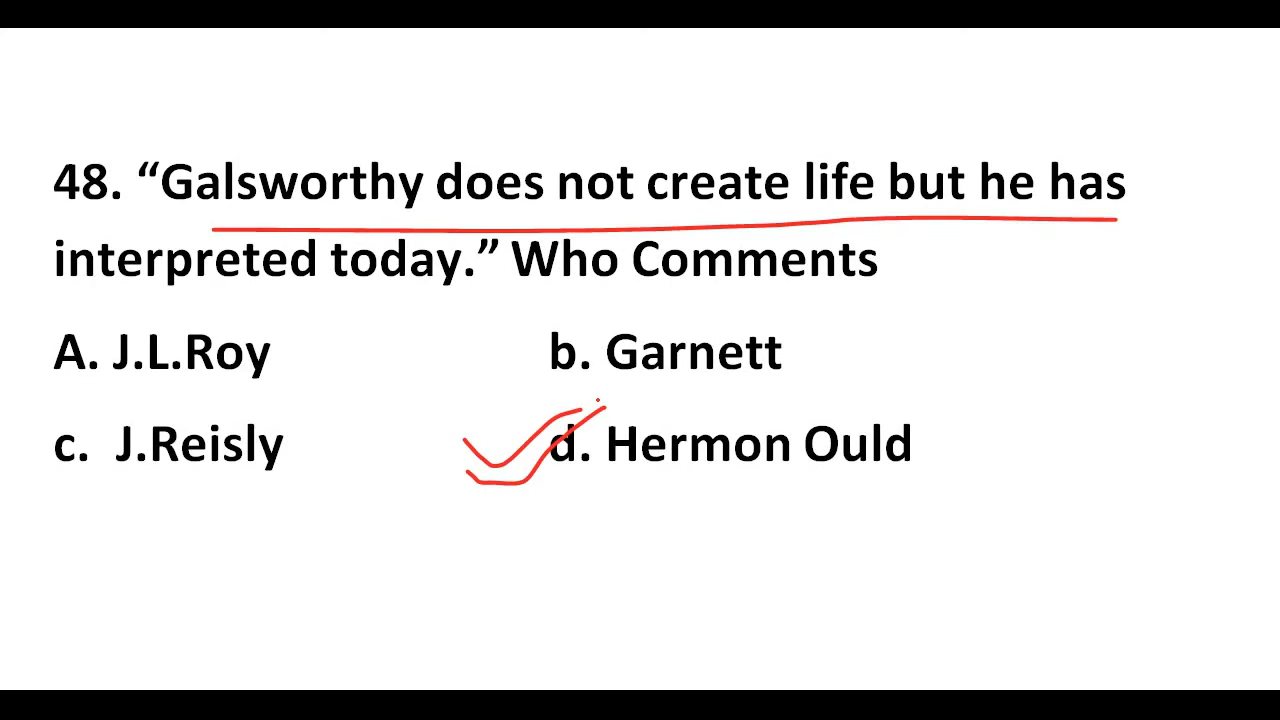 48. “Galsworthy does not create life but he has
interpreted today.” Who Comments
A. J.L.Roy b. Garnett
c. J.Reisly d. Hermon Ould